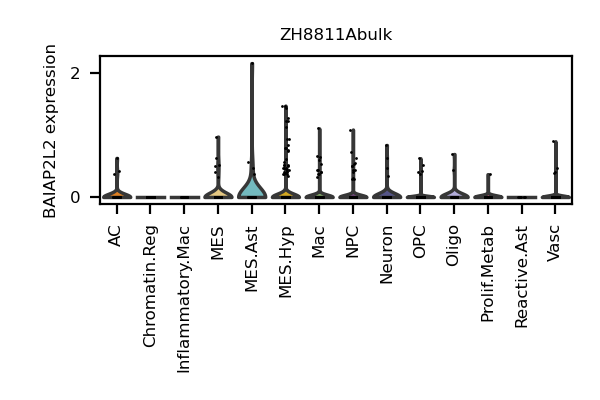 ZH8811Abulk
BAIAP2L2 expression
2
0
AC
Chromatin.Reg
Inflammatory.Mac
MES
MES.Ast
MES.Hyp
Mac
NPC
Neuron
OPC
Oligo
Prolif.Metab
Reactive.Ast
Vasc